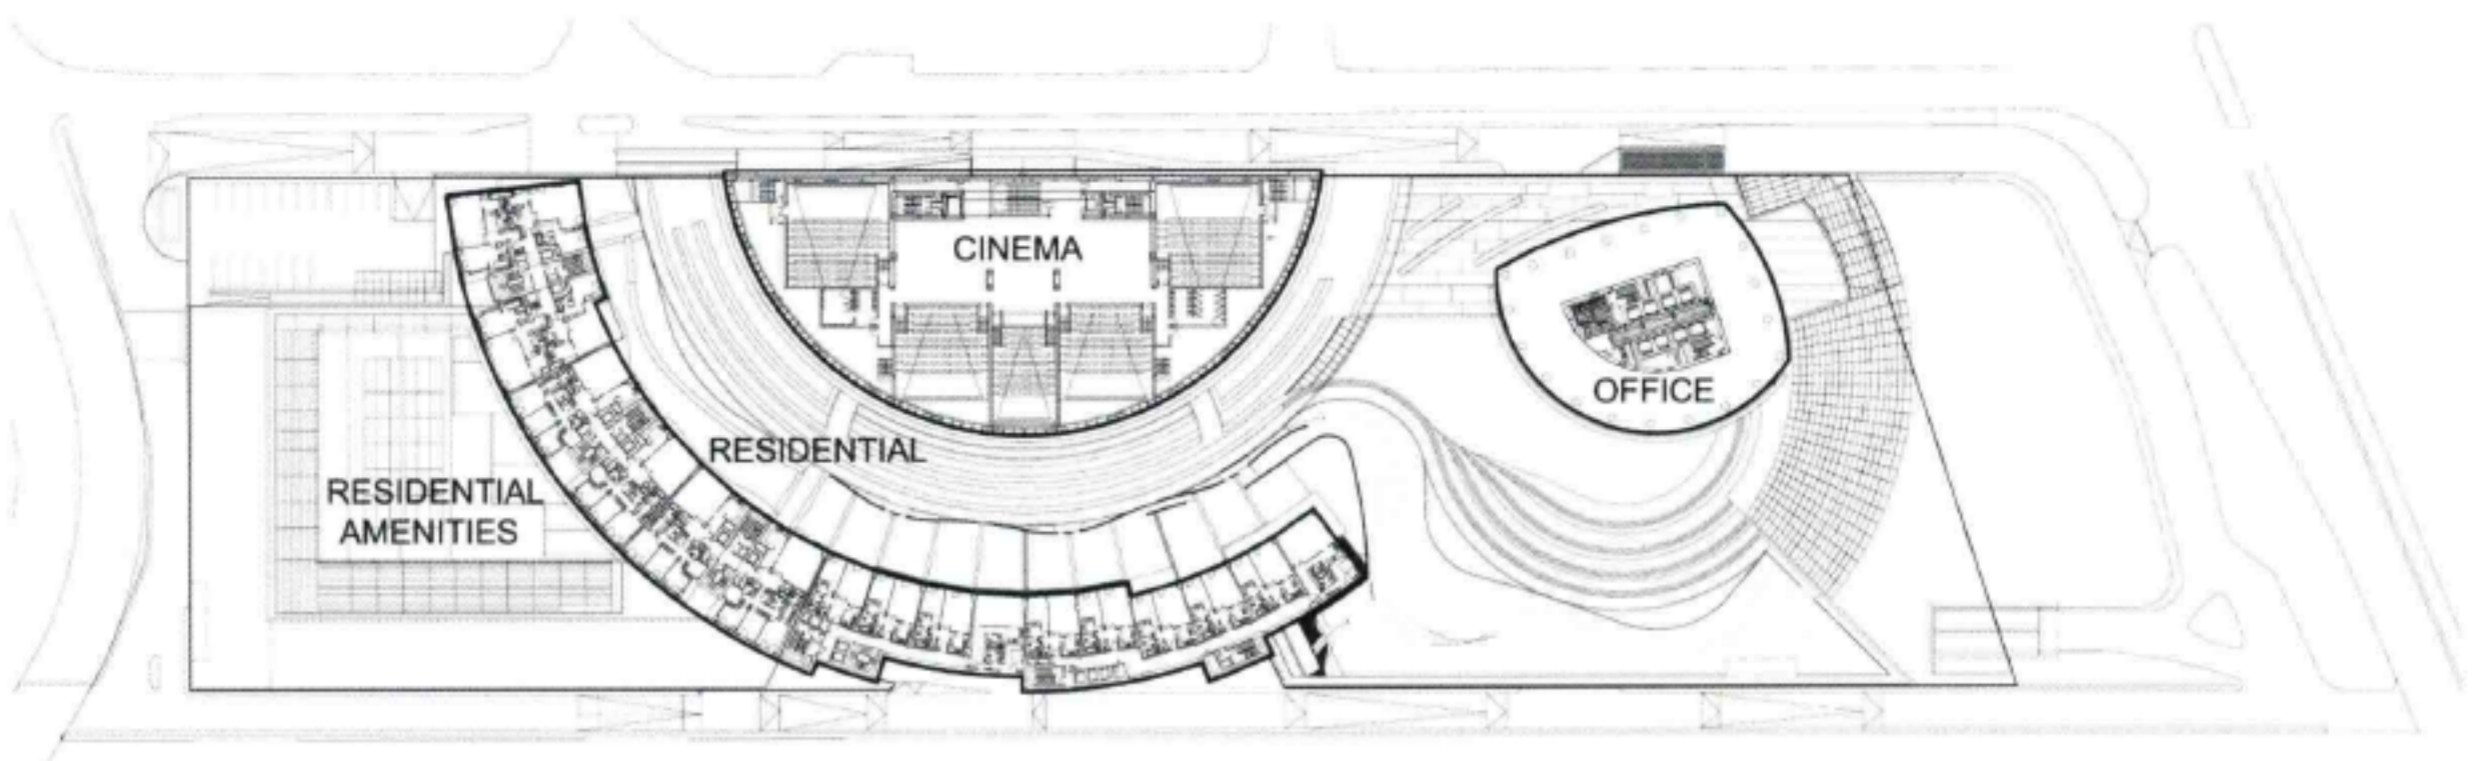 CINEMA
OFFICE
RESIDENTIAL
RESIDENTIAL
AMENITIES